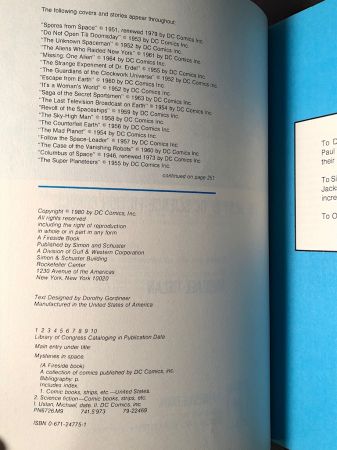 The following covers and stories appear throughout:
"Spores from Space" © 1951, renewed 1979 by DC Comics Inc.
"Do Not Open Till Doomsday" © 1953 by DC Comics Inc.
"The Unknown Spaceman" © 1952 by DC Comics Inc.
"The Aliens Who Raided New York" © 1961 by DC Comics Inc.
"Missing: One Alien" © 1964 by DC Comics Inc.
"The Strange Experiment of Dr. Erdel" © 1955 by DC Comics Inc.
"The Guardians of the Clockwork Universe" © 1952 by DC Comics Inc.
"Escape from Earth" © 1960 by DC Comics Inc.
"It's a Woman's World" © 1952 by DC Comics Inc.
"Saga of the Secret Sportsmen" © 1963 by DC Comics Inc.
"The Last Television Broadcast on Earth" © 1954 by DC Comics Inc.
"Revolt of the Spaceships" © 1959 by DC Comics Inc.
"The Sky-High Man" © 1958 by DC Comics Inc.
"The Counterfeit Earth" © 1956 by DC Comics Inc.
"The Mad Planet" © 1954 by DC Comics Inc.
"Follow the Space-Leader" © 1957 by DC Comics Inc.
"The Case of the Vanishing Robots" © 1960 by DC Comics Inc.
"Columbus of Space" © 1946, renewed 1973 by DC Comics Inc.
"The Super Planeteers" © 1955 by DC Comics Inc.
continued on page 251
Copyright © 1980 by DC Comics, Inc.
All rights reserved
including the right of reproduction
in whole or in part in any form
A Fireside Book
Published by Simon and Schuster
A Division of Gulf & Western Corporation
Simon & Schuster Building
Rockefeller Center
1230 Avenue of the Americas
New York, New York 10020
Text Designed by Dorothy Gordineer
Manufactured in the United States of America
1 2 3 4 5 6 7 8 9 10
Library of Congress Cataloging in Publication Data
Main entry under title
Mysteries in space.
(A Fireside book)
A collection of comics published by DC Comics, inc.
Bibliography: p.
Includes index.
1. Comic books, strips, etc.—United States.
2. Science fiction—Comic books, strips, etc.
I. Uslan, Michael, date. II. DC Comics, inc.
PN6726.M9 741.5'973 79-22469
ISBN 0-671-24775-1
To
Paul
their
To
Jack
incre
To